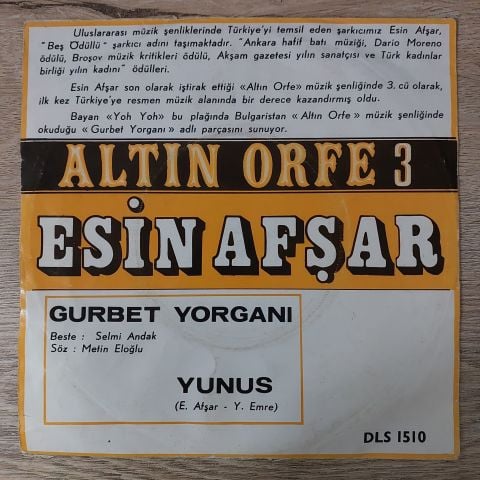 Uluslararası müzik şenliklerinde Türkiye'yi temsil eden şarkıcımız Esin Afşar,
"Beş Ödüllü" şarkıcı adını taşımaktadır. "Ankara hafif batı müziği, Dario Moreno
ödülü, Broşov müzik kritikleri ödülü, Akşam gazetesi yılın sanatçısı ve Türk kadınlar
birliği yılın kadını" ödülleri.
Esin Afşar son olarak iştirak ettiği «Altın Orfe» müzik şenliğinde 3. cü olarak,
ilk kez Türkiye'ye resmen müzik alanında bir derece kazandırmış oldu.
Bayan «Yoh Yoh» bu plağında Bulgaristan «Altın Orfe» müzik şenliğinde
okuduğu «Gurbet Yorganı» adlı parçasını sunuyor.
ALTIN ORFE 3
ESİN AFŞAR
GURBET YORGANI
Beste : Selmi Andak
Söz : Metin Eloğlu
YUNUS
(E. Afşar - Y. Emre)
DLS 1510